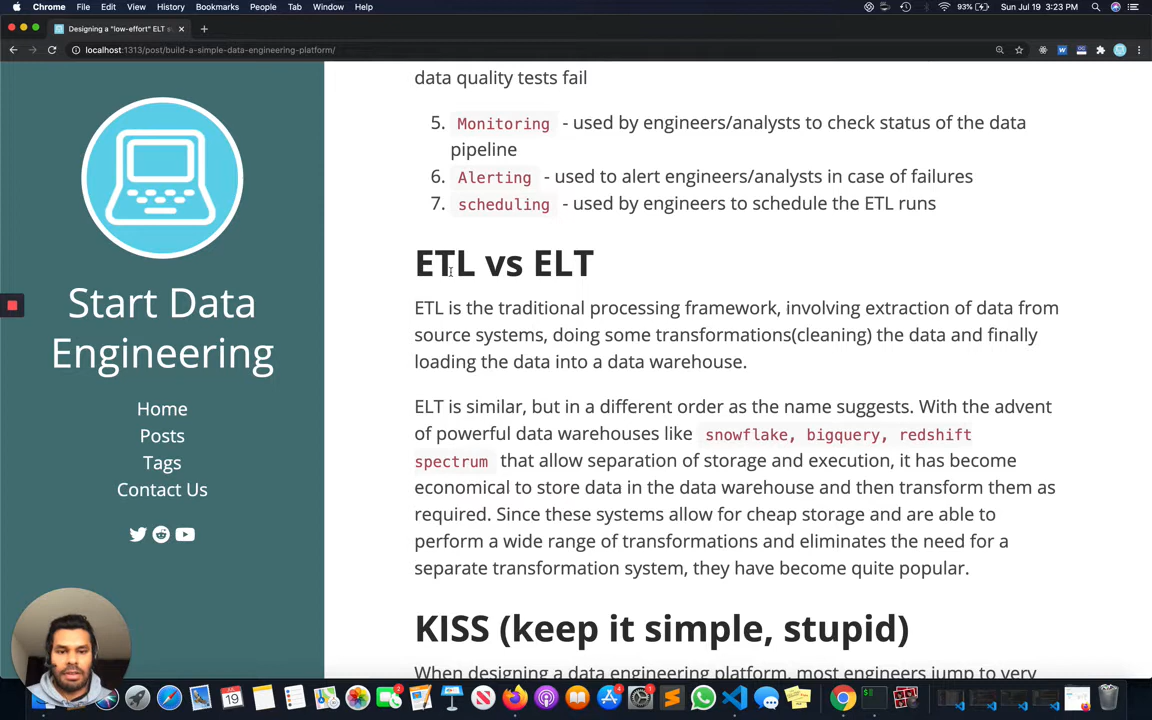 Chrome File Edit View History Bookmarks People Tab Window Help 93% Sun Jul 19 3:23 PM
Designing a "low-effort" ELT
localhost:1313/post/build-a-simple-data-engineering-platform/
data quality tests fail
5. Monitoring - used by engineers/analysts to check status of the data
pipeline
6. Alerting - used to alert engineers/analysts in case of failures
7. scheduling - used by engineers to schedule the ETL runs
ETL vs ELT
ETL is the traditional processing framework, involving extraction of data from
source systems, doing some transformations(cleaning) the data and finally
loading the data into a data warehouse.
ELT is similar, but in a different order as the name suggests. With the advent
of powerful data warehouses like snowflake, bigquery, redshift
spectrum that allow separation of storage and execution, it has become
economical to store data in the data warehouse and then transform them as
required. Since these systems allow for cheap storage and are able to
perform a wide range of transformations and eliminates the need for a
separate transformation system, they have become quite popular.
KISS (keep it simple, stupid)
When designing a data engineering platform, most engineers jump to very
Start Data
Engineering
Home
Posts
Tags
Contact Us